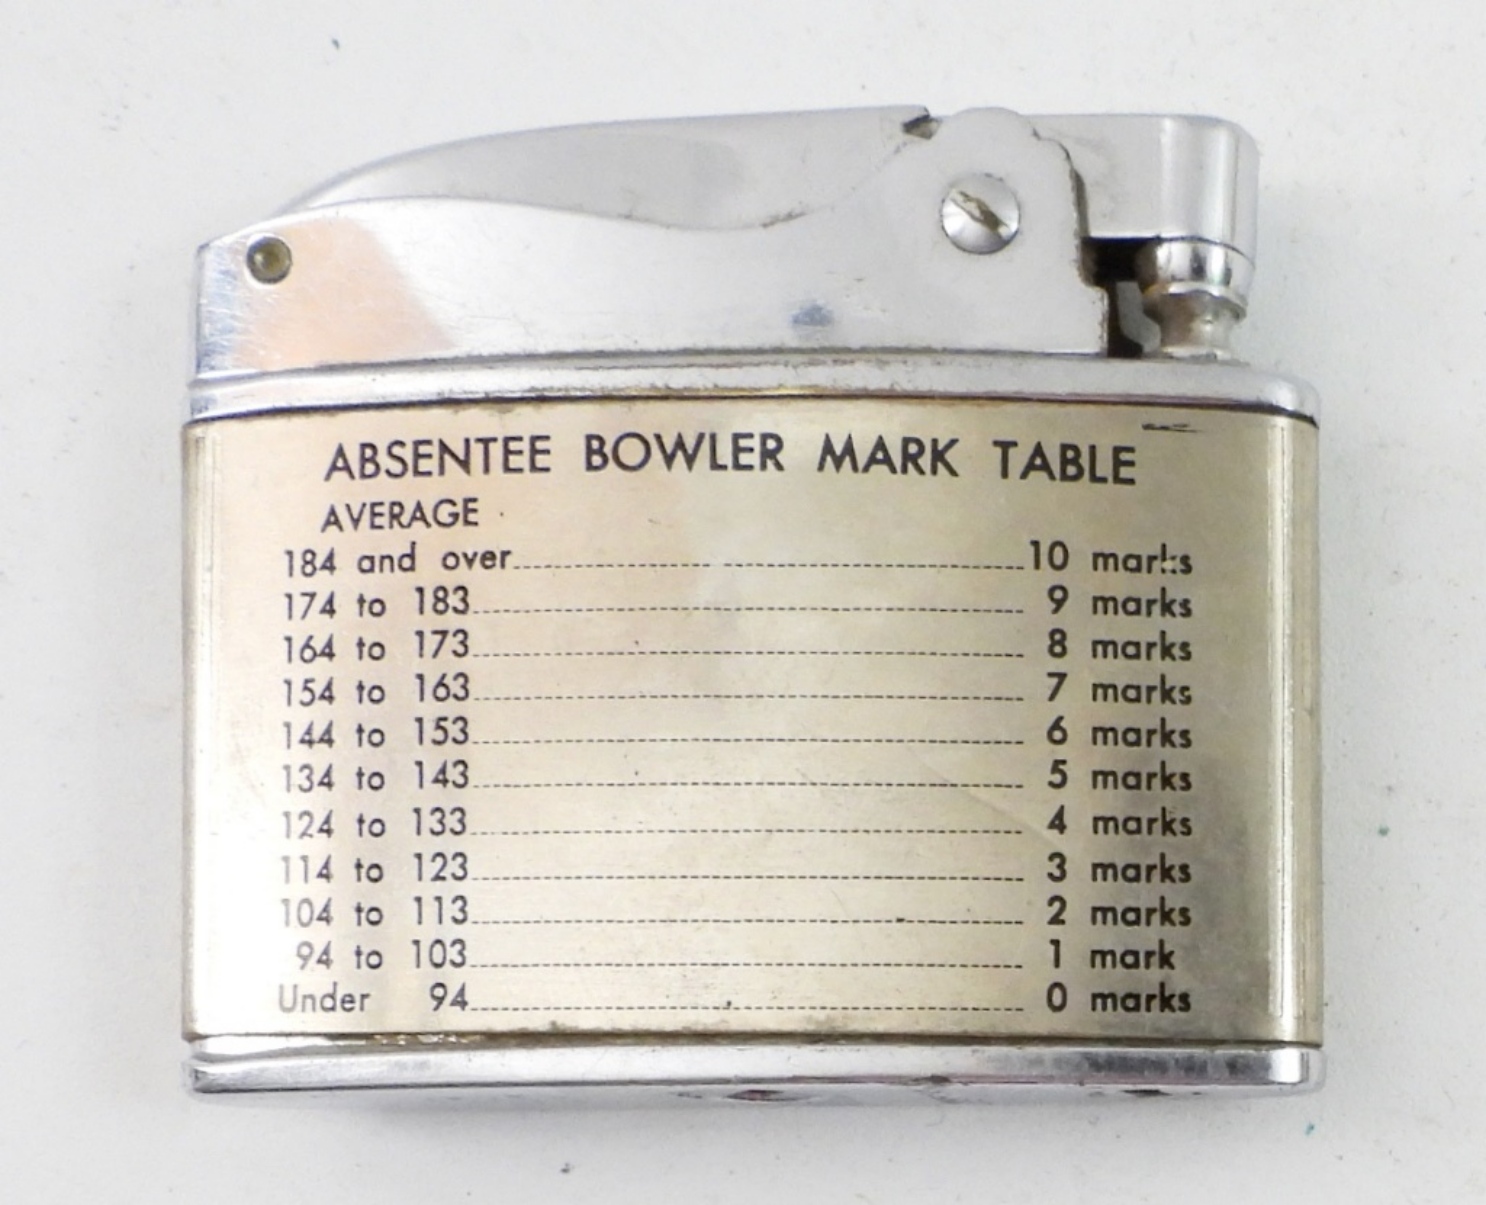 ABSENTEE BOWLER MARK TABLE
AVERAGE
184 and over 10 marks
174 to 183 9 marks
164 to 173 8 marks
154 to 163 7 marks
144 to 153 6 marks
134 to 143 5 marks
124 to 133 4 marks
114 to 123 3 marks
104 to 113 2 marks
94 to 103 1 mark
Under 94 0 marks